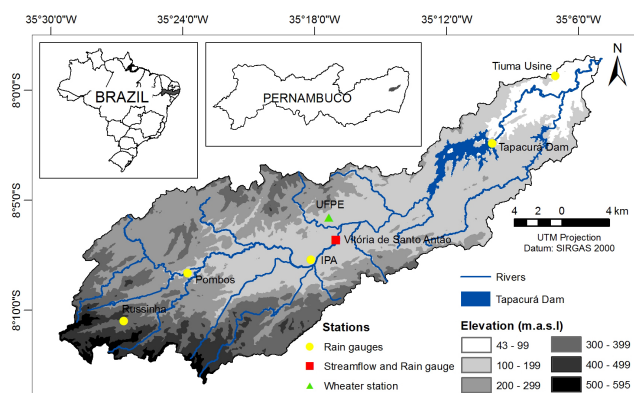 35°30'0"W 35°24'0"W 35°18'0"W 35°12'0"W 35°6'0"W
8°0'0"S
8°5'0"S
8°10'0"S
BRAZIL
PERNAMBUCO
N
Tiuma Usine
Tapacurá Dam
UFPE
Vitória de Santo Antão
IPA
Pombos
Russinha
4 2 0 4 km
UTM Projection
Datum: SIRGAS 2000
Rivers
Tapacurá Dam
Stations
Rain gauges
Streamflow and Rain gauge
Wheater station
Elevation (m.a.s.l)
43 - 99 300 - 399
100 - 199 400 - 499
200 - 299 500 - 595